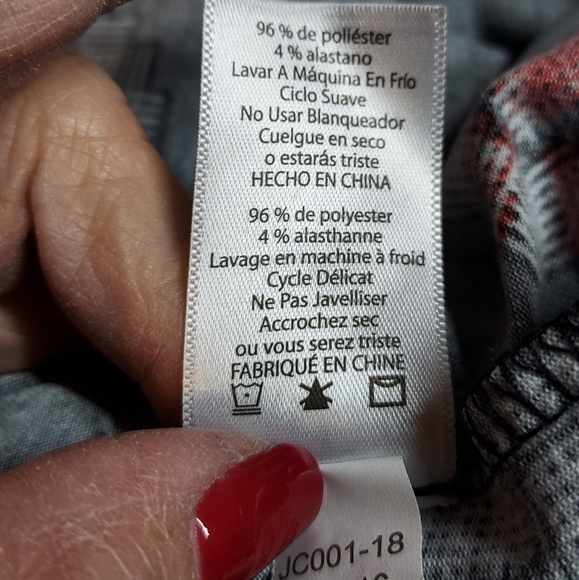 96 % de poliéster
4 % alastano
Lavar A Máquina En Frío
Ciclo Suave
No Usar Blanqueador
Cuelgue en seco
o estarás triste
HECHO EN CHINA
96 % de polyester
4 % alasthanne
Lavage en machine à froid
Cycle Délicat
Ne Pas Javelliser
Accrochez sec
ou vous serez triste
FABRIQUÉ EN CHINE
JC001-18